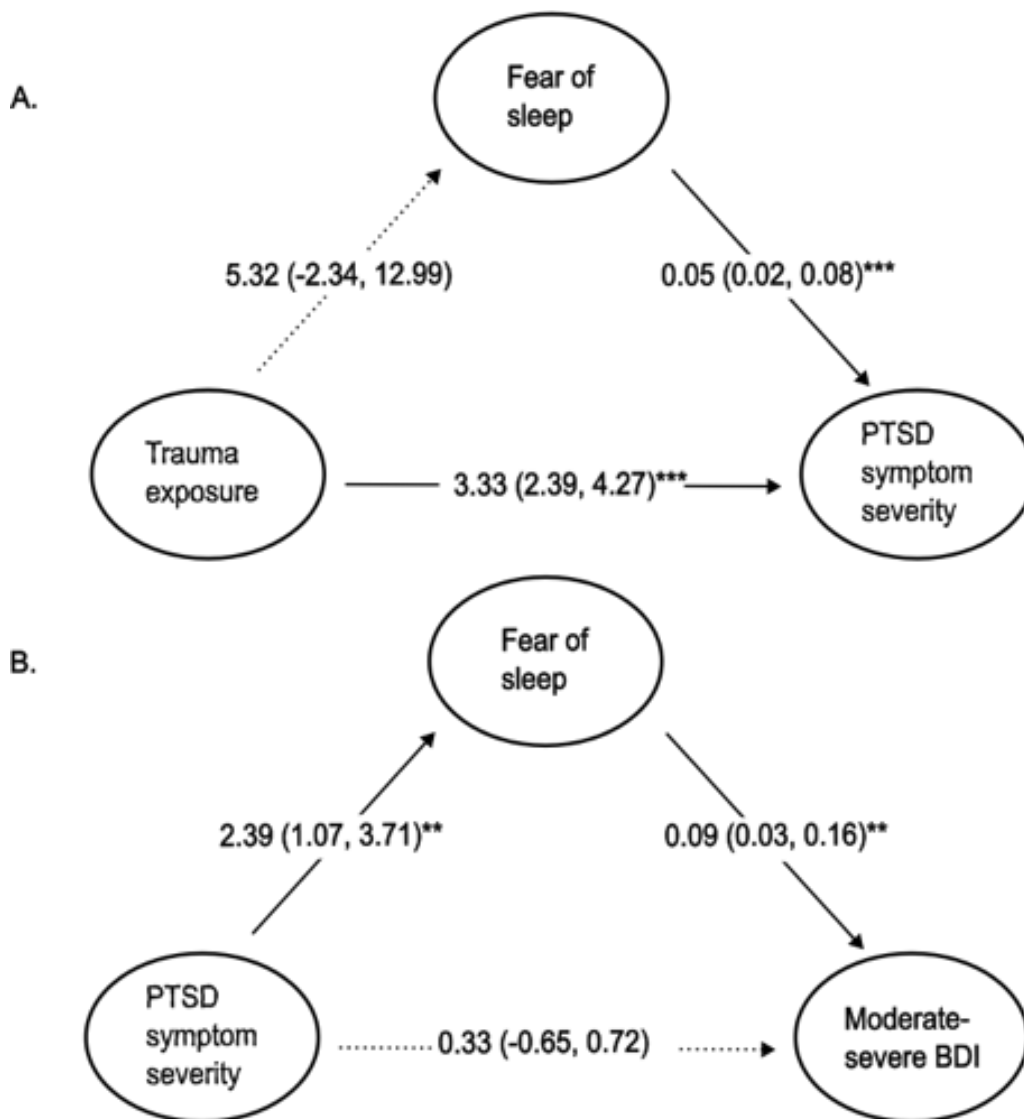 A.
Fear of
sleep
5.32 (-2.34, 12.99)
0.05 (0.02, 0.08)***
Trauma
exposure
3.33 (2.39, 4.27)***
PTSD
symptom
severity
B.
Fear of
sleep
2.39 (1.07, 3.71)**
0.09 (0.03, 0.16)**
PTSD
symptom
severity
0.33 (-0.65, 0.72)
Moderate-
severe BDI